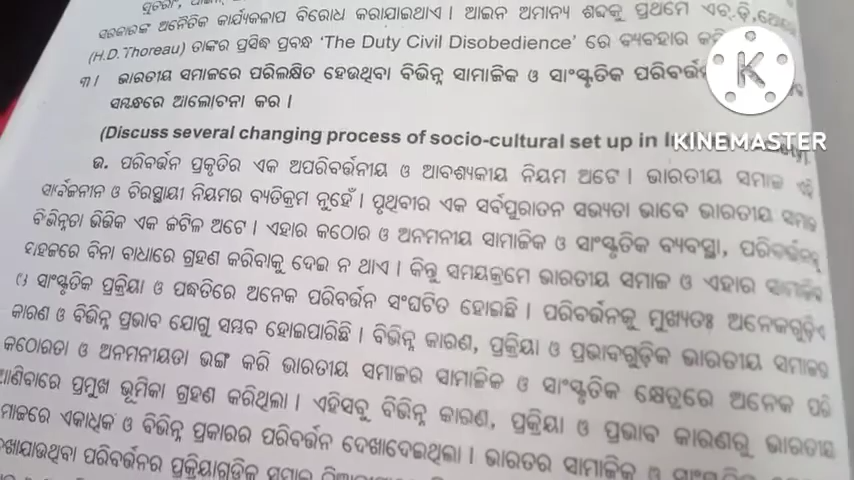 ସରକାରଙ୍କ ଅନୈତିକ କାର୍ଯ୍ୟକଳାପ ବିରୋଧ କରାଯାଇଥାଏ । ଆଇନ ଅମାନ୍ୟ ଶବ୍ଦକୁ ପ୍ରଥମେ ଏଚ୍.ଡ଼ି.
(H.D. Thoreau) ତାଙ୍କର ପ୍ରସିଦ୍ଧ ପ୍ରବନ୍ଧ 'The Duty Civil Disobedience' ରେ ବ୍ୟବହାର
୩। ଭାରତୀୟ ସମାଜରେ ପରିଲକ୍ଷିତ ହେଉଥିବା ବିଭିନ୍ନ ସାମାଜିକ ଓ ସାଂସ୍କୃତିକ
ସମ୍ବନ୍ଧରେ ଆଲୋଚନା କର ।
(Discuss several changing process of socio-cultural set up in
KINEMASTER
ଉ. ପରିବର୍ତ୍ତନ ପ୍ରକୃତିର ଏକ ଅପରିବର୍ତ୍ତନୀୟ ଓ ଆବଶ୍ୟକୀୟ ନିୟମ ଅଟେ । ଭାରତୀୟ ସମାଜ ଏହି
ସାର୍ବଜନୀନ ଓ ଚିରସ୍ଥାୟୀ ନିୟମର ବ୍ୟତିକ୍ରମ ନୁହେଁ । ପୃଥିବୀର ଏକ ସର୍ବପୁରାତନ ସଭ୍ୟତା ଭାବେ ଭାରତୀୟ ସମାଜ
ବିଭିନ୍ନତା ଭିତ୍ତିକ ଏକ ଜଟିଳ ଅଟେ । ଏହାର କଠୋର ଓ ଅନମନୀୟ ସାମାଜିକ ଓ ସାଂସ୍କୃତିକ ବ୍ୟବସ୍ଥା, ପରିବର୍ତ୍ତନକୁ
ସହଜରେ ବିନା ବାଧାରେ ଗ୍ରହଣ କରିବାକୁ ଦେଇ ନ ଥାଏ । କିନ୍ତୁ ସମୟକ୍ରମେ ଭାରତୀୟ ସମାଜ ଓ ଏହାର ସାମାଜିକ
ଓ ସାଂସ୍କୃତିକ ପ୍ରକ୍ରିୟା ଓ ପଦ୍ଧତିରେ ଅନେକ ପରିବର୍ତ୍ତନ ସଂଘଟିତ ହୋଇଛି । ପରିବର୍ତ୍ତନକୁ ମୁଖ୍ୟତଃ ଅନେକଗୁଡ଼ିଏ
କାରଣ ଓ ବିଭିନ୍ନ ପ୍ରଭାବ ଯୋଗୁ ସମ୍ଭବ ହୋଇପାରିଛି । ବିଭିନ୍ନ କାରଣ, ପ୍ରକ୍ରିୟା ଓ ପ୍ରଭାବଗୁଡ଼ିକ ଭାରତୀୟ ସମାଜର
କଠୋରତା ଓ ଅନମନୀୟତା ଭଙ୍ଗ କରି ଭାରତୀୟ ସମାଜର ସାମାଜିକ ଓ ସାଂସ୍କୃତିକ କ୍ଷେତ୍ରରେ ଅନେକ
ଆଣିବାରେ ପ୍ରମୁଖ ଭୂମିକା ଗ୍ରହଣ କରିଥିଲା । ଏହିସବୁ ବିଭିନ୍ନ କାରଣ, ପ୍ରକ୍ରିୟା ଓ ପ୍ରଭାବ କାରଣରୁ ଭାରତୀୟ
ସମାଜରେ ଏକାଧିକ ଓ ବିଭିନ୍ନ ପ୍ରକାରର ପରିବର୍ତ୍ତନ ଦେଖାଦେଇଥିଲା । ଭାରତର ସାମାଜିକ ଓ
ଦେଖାଯାଉଥିବା ପରିବର୍ତ୍ତନର ପ୍ରକ୍ରିୟାଗୁଡ଼ିକ